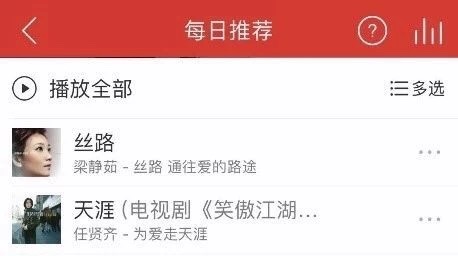 每日推荐
播放全部
多选
丝路
梁静茹 - 丝路 通往爱的路途
天涯 (电视剧《笑傲江湖...
任贤齐 - 为爱走天涯